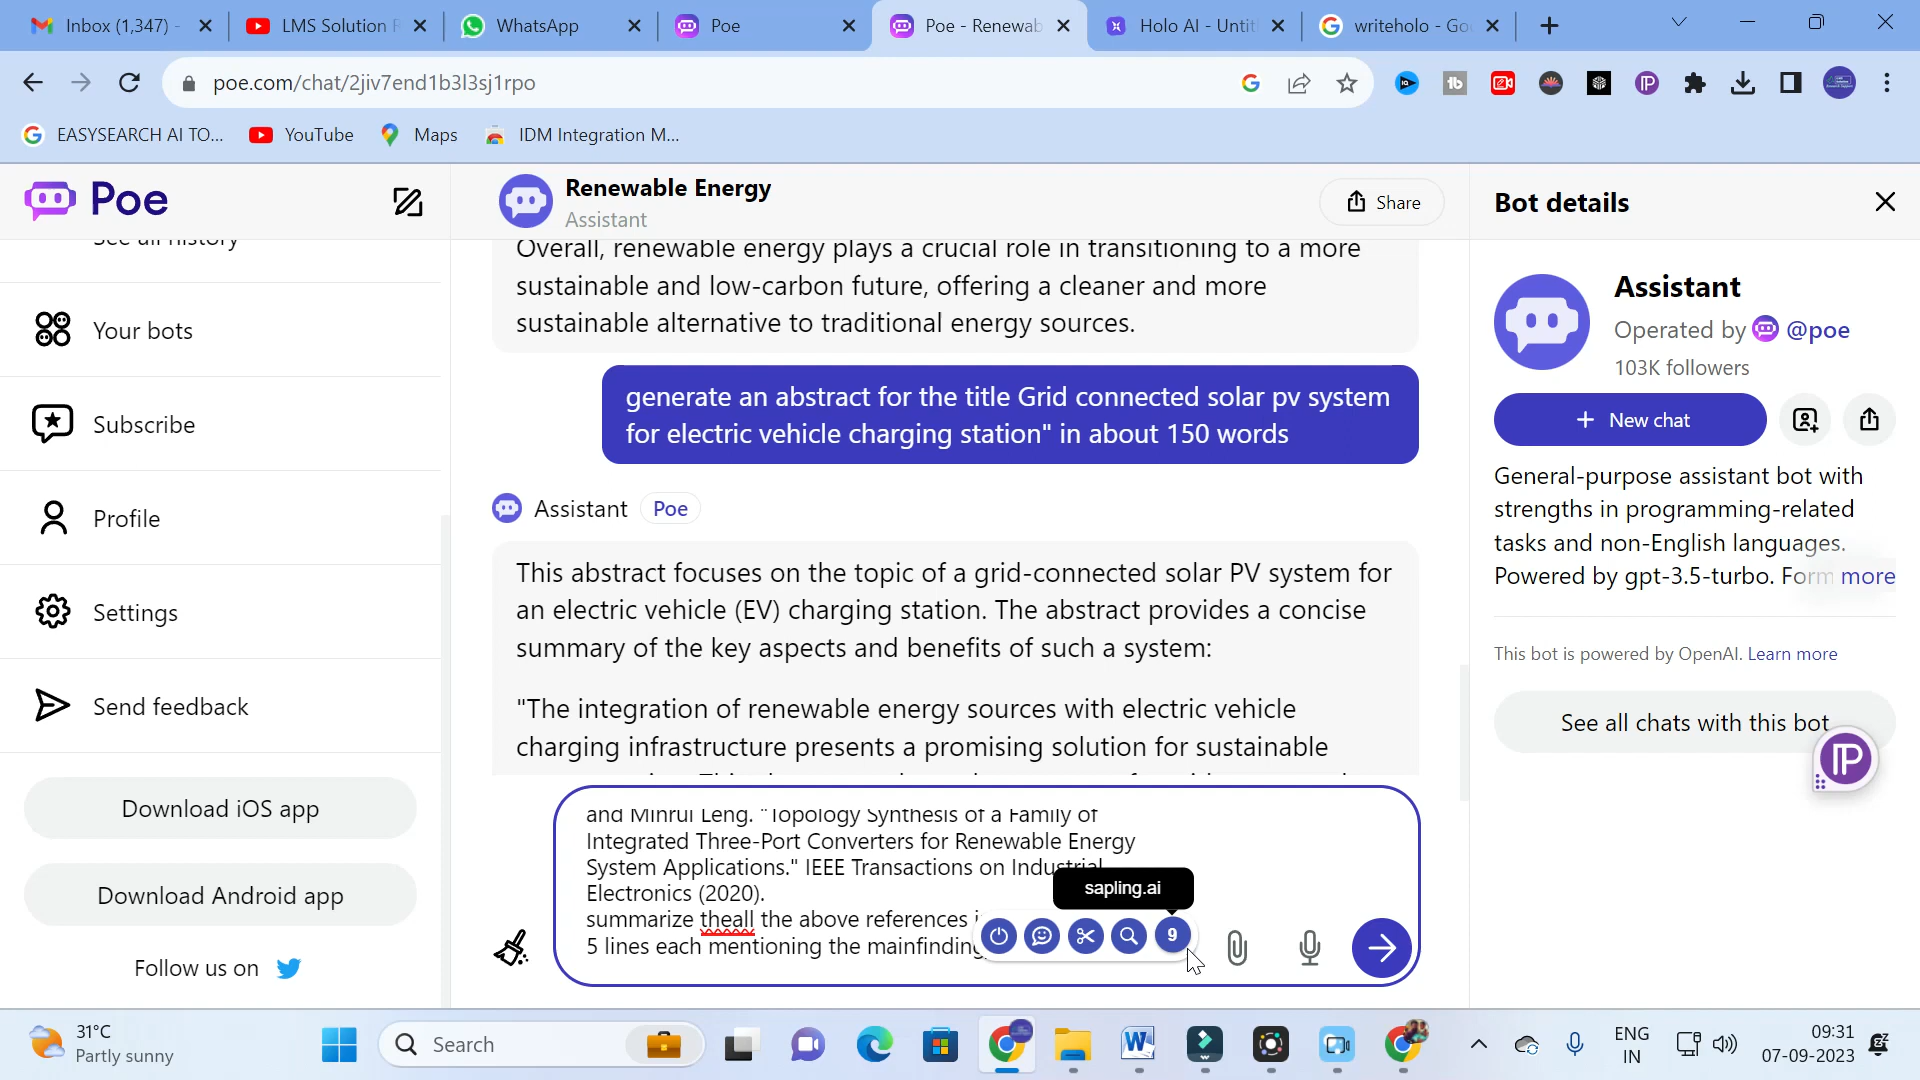 Inbox (1,347) -
LMS Solution
WhatsApp
Poe
Poe - Renewab
Holo AI - Unti
writeholo - Go
poe.com/chat/2jiv7end1b3l3sj1rpo
EASYSEARCH AI TO...
YouTube
Maps
IDM Integration M...
Poe
See all history
Your bots
Subscribe
Profile
Settings
Send feedback
Download iOS app
Download Android app
Follow us on
Renewable Energy
Assistant
Share
Overall, renewable energy plays a crucial role in transitioning to a more
sustainable and low-carbon future, offering a cleaner and more
sustainable alternative to traditional energy sources.
generate an abstract for the title Grid connected solar pv system
for electric vehicle charging station" in about 150 words
Assistant Poe
This abstract focuses on the topic of a grid-connected solar PV system for
an electric vehicle (EV) charging station. The abstract provides a concise
summary of the key aspects and benefits of such a system:
"The integration of renewable energy sources with electric vehicle
charging infrastructure presents a promising solution for sustainable
and Minrui Leng. "Topology Synthesis of a Family of
Integrated Three-Port Converters for Renewable Energy
System Applications." IEEE Transactions on Industrial
Electronics (2020).
summarize theall the above references
5 lines each mentioning the mainfinding
sapling.ai
9
Bot details
Assistant
Operated by @poe
103K followers
+ New chat
General-purpose assistant bot with
strengths in programming-related
tasks and non-English languages.
Powered by gpt-3.5-turbo. Form more
This bot is powered by OpenAI. Learn more
See all chats with this bot
31°C
Partly sunny
Search
ENG
IN
09:31
07-09-2023